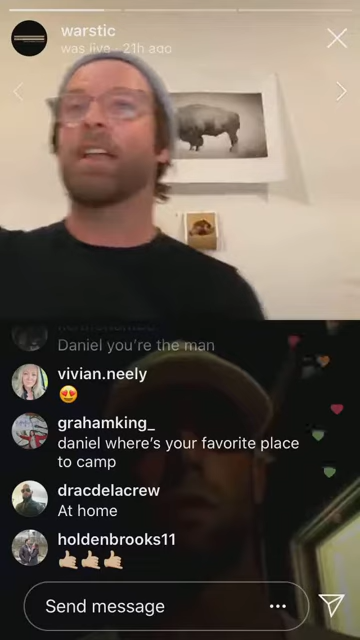 warstic
was live · 21h ago
Daniel you're the man
vivian.neely
😍
grahamking_
daniel where's your favorite place
to camp
dracdelacrew
At home
holdenbrooks11
🤙🏼🤙🏼🤙🏼
Send message